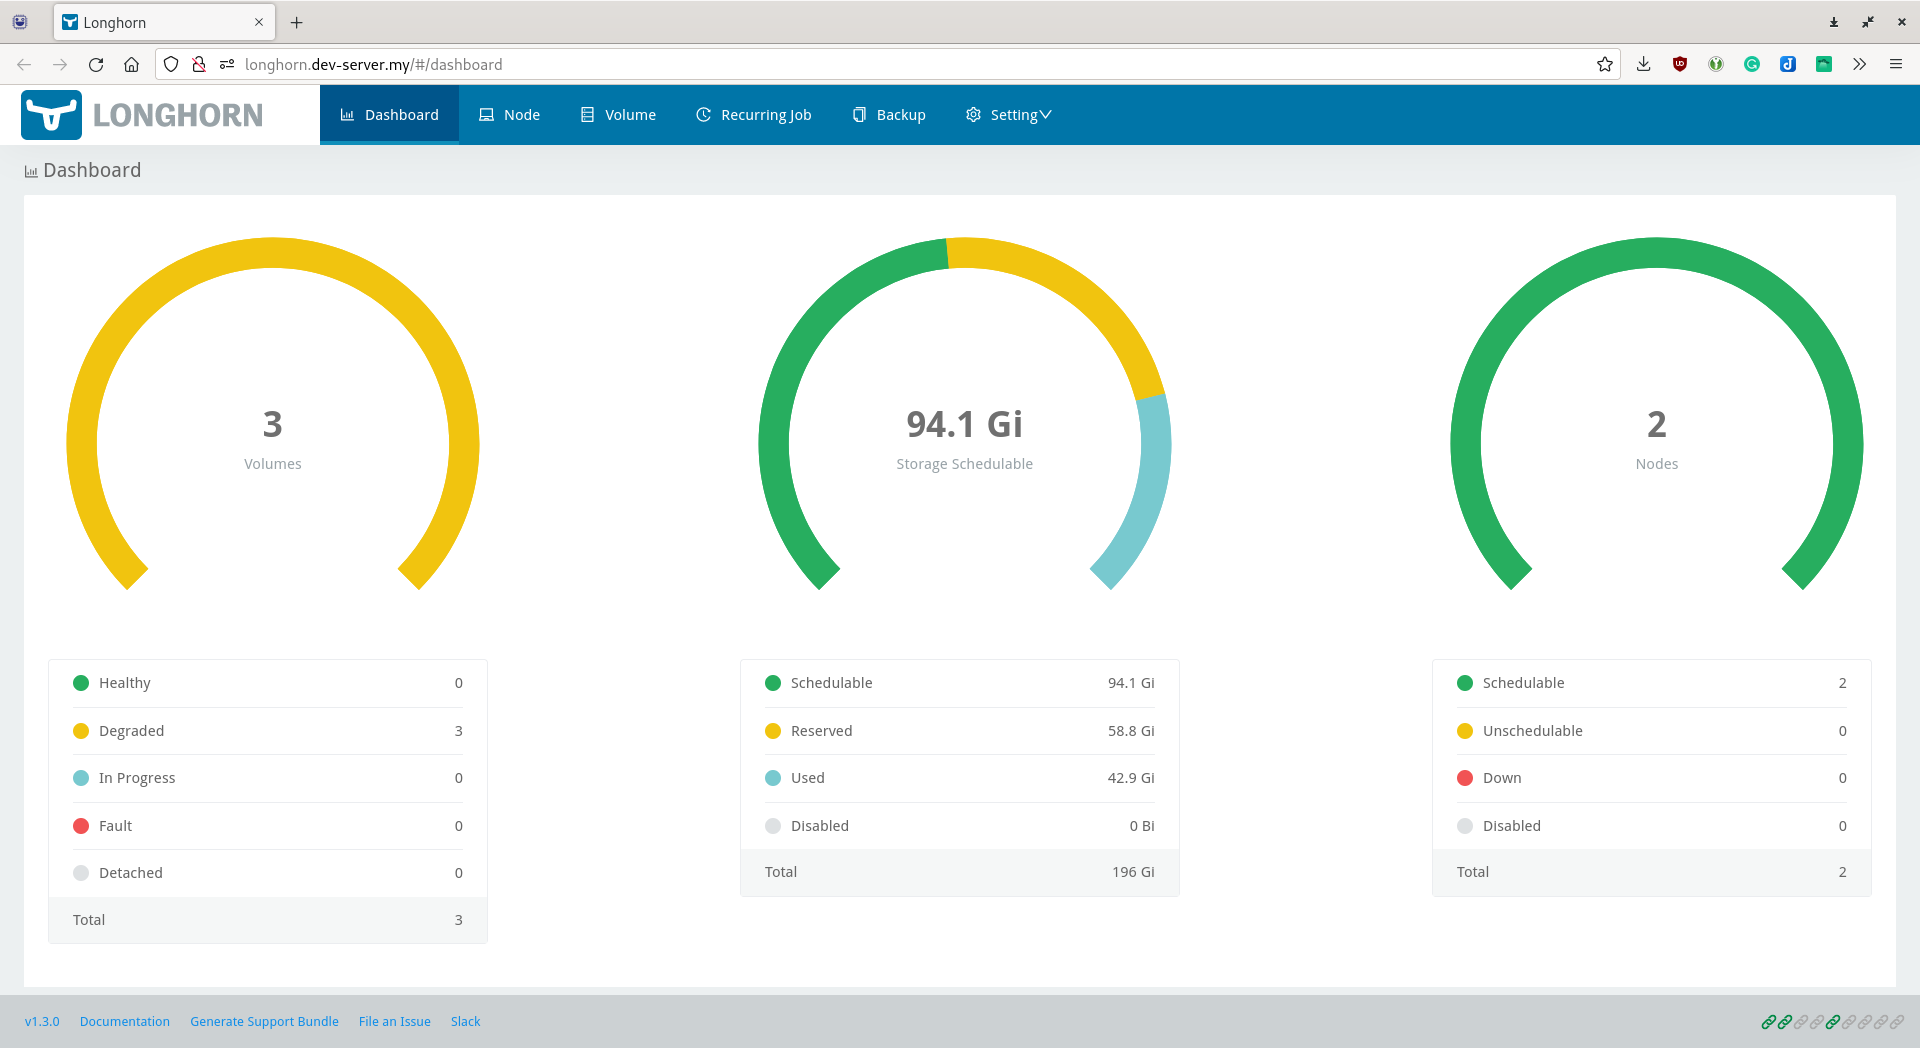 Longhorn
longhorn.dev-server.my/#/dashboard
LONGHORN
Dashboard
Node
Volume
Recurring Job
Backup
Setting
Dashboard
3
Volumes
94.1 Gi
Storage Schedulable
2
Nodes
Healthy 0
Degraded 3
In Progress 0
Fault 0
Detached 0
Total 3
Schedulable 94.1 Gi
Reserved 58.8 Gi
Used 42.9 Gi
Disabled 0 Bi
Total 196 Gi
Schedulable 2
Unschedulable 0
Down 0
Disabled 0
Total 2
v1.3.0 Documentation Generate Support Bundle File an Issue Slack